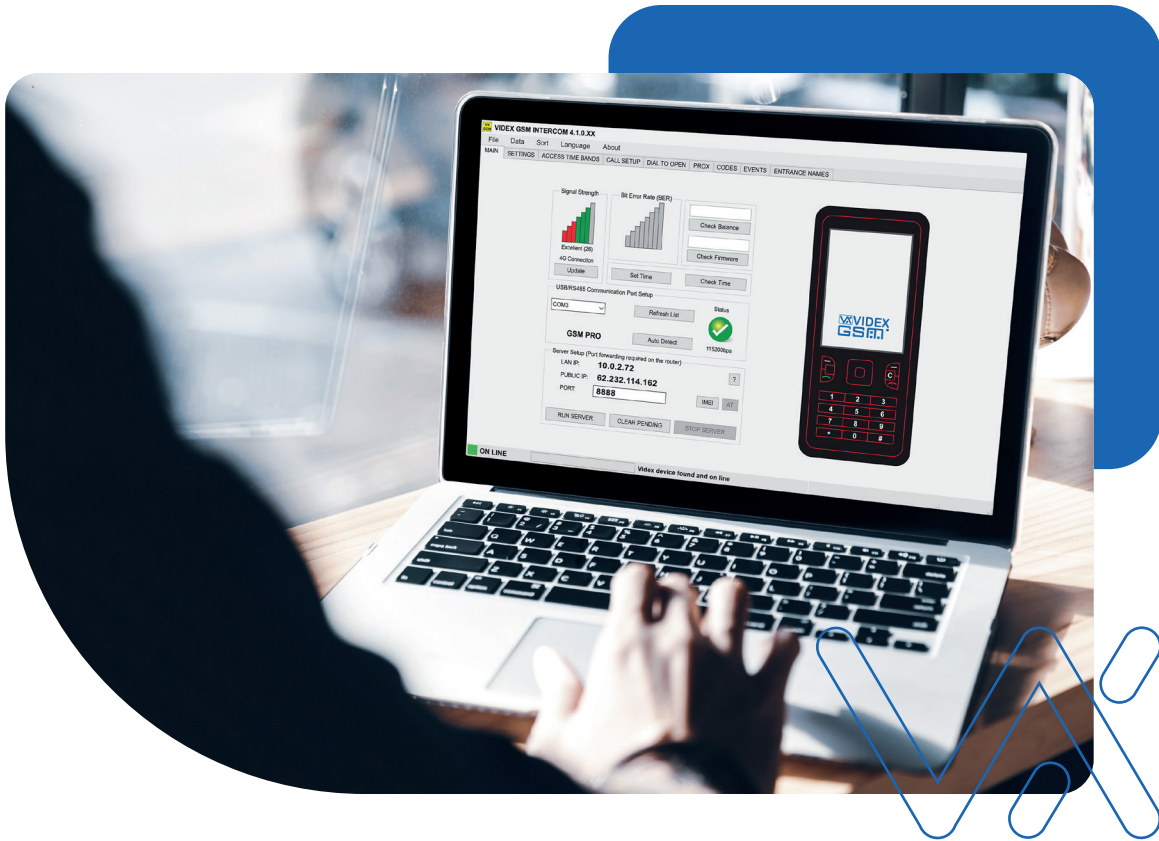 VIDEX GSM INTERCOM 4.1.0.XX
File Data Sort Language About
MAIN SETTINGS ACCESS TIME BANDS CALL SETUP DIAL TO OPEN PROX CODES EVENTS ENTRANCE NAMES
Signal Strength
Excellent (26)
4G Connection
Update
Bit Error Rate (BER)
Check Balance
Check Firmware
Set Time
Check Time
USB/RS485 Communication Port Setup
COM3
Refresh List
Status
GSM PRO
Auto Detect
115200bps
Server Setup (Port forwarding required on the router)
LAN IP: 10.0.2.72
PUBLIC IP: 62.232.114.162
?
PORT: 8888
IMEI AT
RUN SERVER CLEAR PENDING STOP SERVER
ON LINE
Videx device found and on line
VX VIDEX
GSM
C
1 2 3
4 5 6
7 8 9
* 0 #